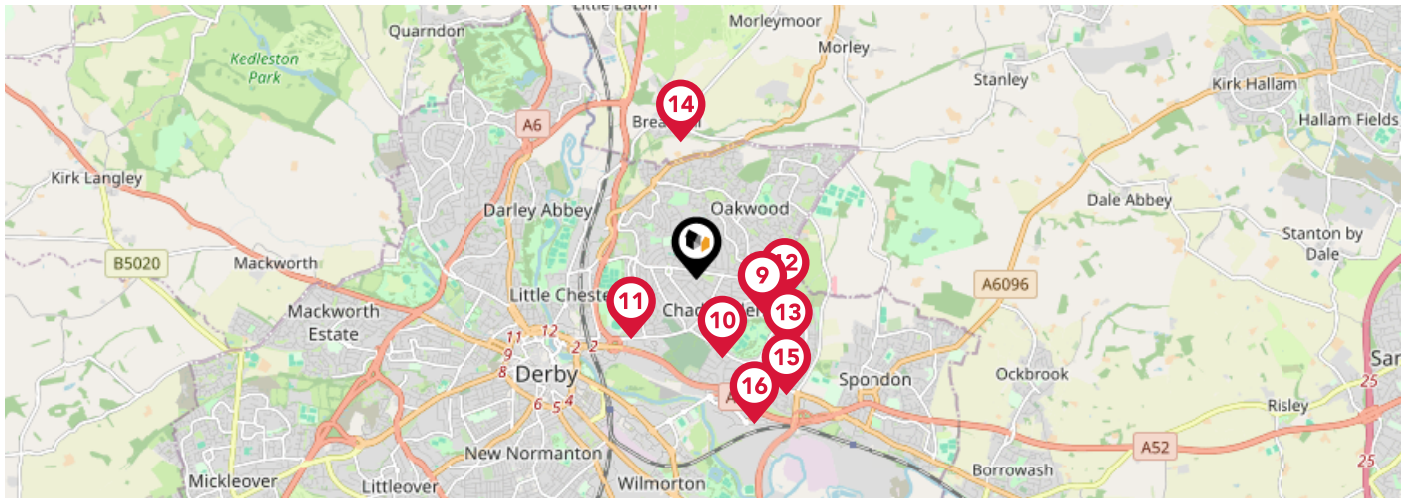 Little Eaton
Quarndon
Morleymoor
Morley
Kedleston
Park
Stanley
Kirk Hallam
14
A6
Hallam Fields
Kirk Langley
Darley Abbey
Oakwood
Dale Abbey
Stanton by
Dale
B5020
Mackworth
12
9
A6096
Little Chester
11
Mackworth
Estate
10
13
11
12
2
2
9
8
15
Derby
16
Spondon
Ockbrook
25
6
5
4
Risley
New Normanton
A52
25
Mickleover
Littleover
Wilmorton
Borrowash